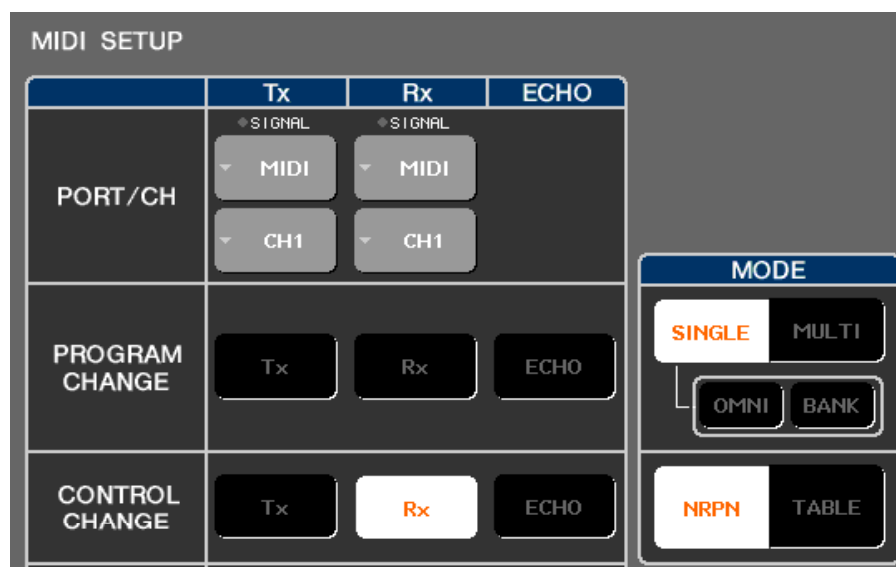 MIDI SETUP
Tx Rx ECHO
SIGNAL SIGNAL
MIDI MIDI
PORT/CH
CH1 CH1
MODE
SINGLE MULTI
PROGRAM
CHANGE
Tx Rx ECHO
OMNI BANK
CONTROL
CHANGE
Tx Rx ECHO
NRPN TABLE